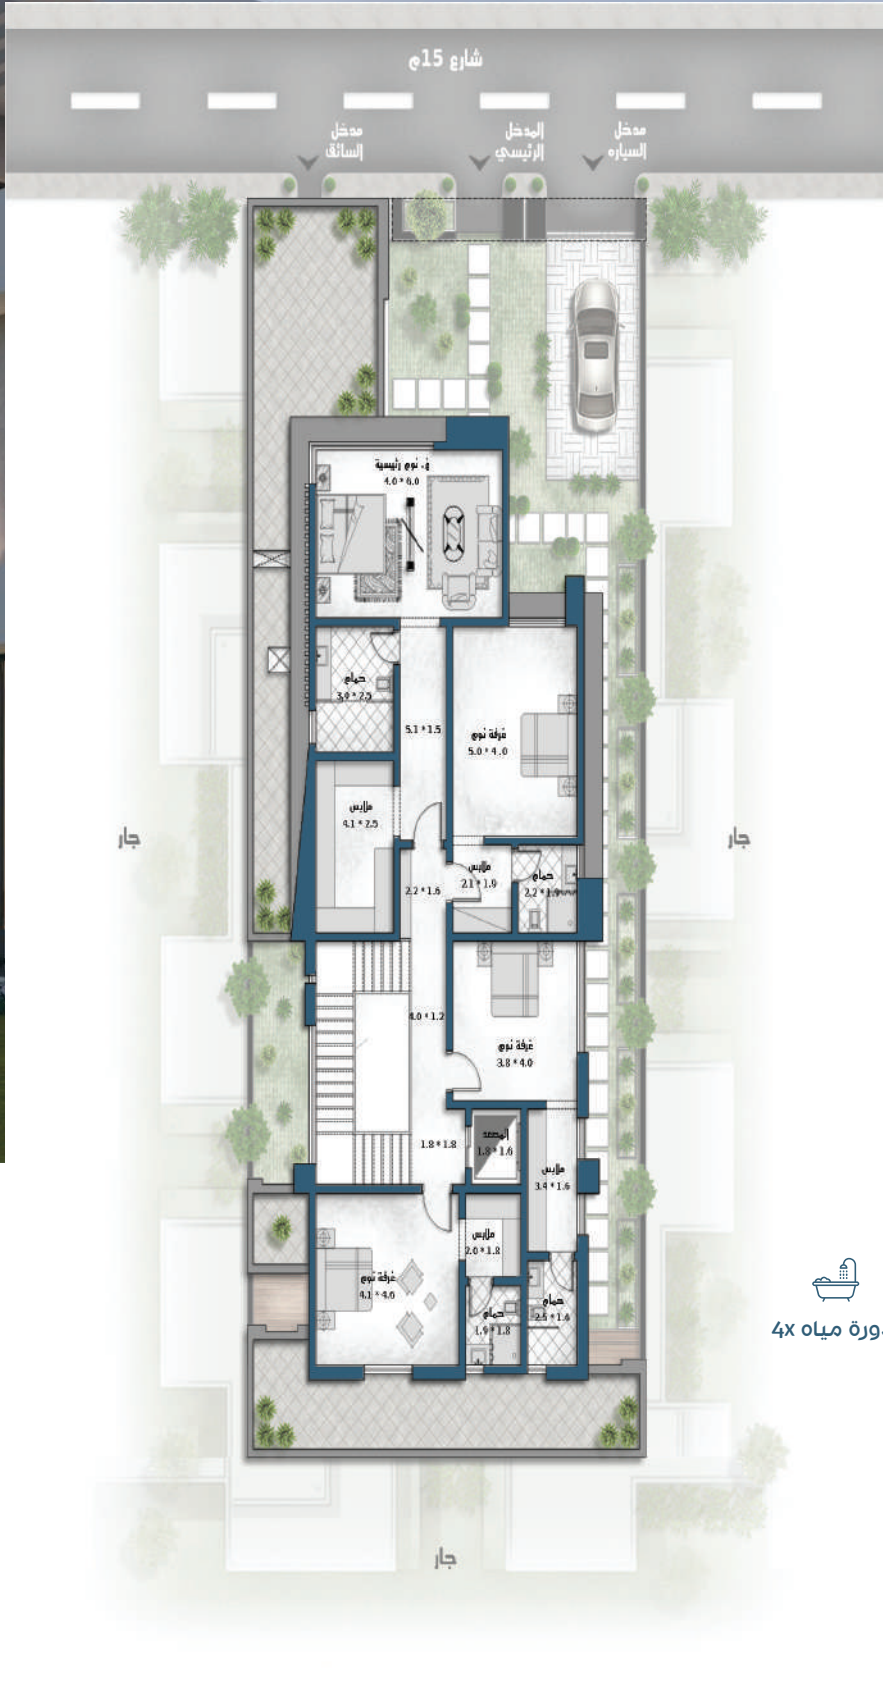 شارع 15م
مدخل
السائق
المدخل
الرئيسي
مدخل
السياره
غ. نوم رئيسية
4.0 * 6.0
حمام
3.0 * 2.5
5.1 * 1.5
غرفة نوم
5.0 * 4.0
ملابس
4.1 * 2.5
جار
جار
ملابس
2.1 * 1.9
حمام
2.2 * 1.9
2.2 * 1.6
4.0 * 1.2
غرفة نوم
3.8 * 4.0
1.8 * 1.8
المصعد
1.8 * 1.6
ملابس
3.4 * 1.6
ملابس
2.0 * 1.8
غرفة نوم
4.1 * 4.6
حمام
1.9 * 1.8
حمام
2.5 * 1.6
دورة مياه 4x
جار